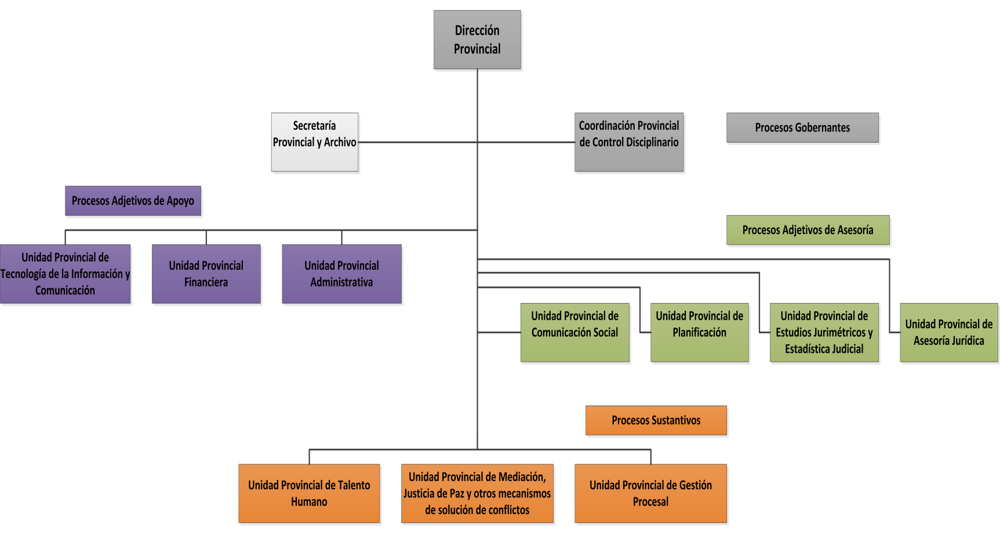 Dirección
Provincial
Secretaría
Provincial y Archivo
Coordinación Provincial
de Control Disciplinario
Procesos Gobernantes
Procesos Adjetivos de Apoyo
Procesos Adjetivos de Asesoría
Unidad Provincial de
Tecnología de la Información y
Comunicación
Unidad Provincial
Financiera
Unidad Provincial
Administrativa
Unidad Provincial de
Comunicación Social
Unidad Provincial de
Planificación
Unidad Provincial de
Estudios Jurimétricos y
Estadística Judicial
Unidad Provincial de
Asesoría Jurídica
Procesos Sustantivos
Unidad Provincial de Talento
Humano
Unidad Provincial de Mediación,
Justicia de Paz y otros mecanismos
de solución de conflictos
Unidad Provincial de Gestión
Procesal